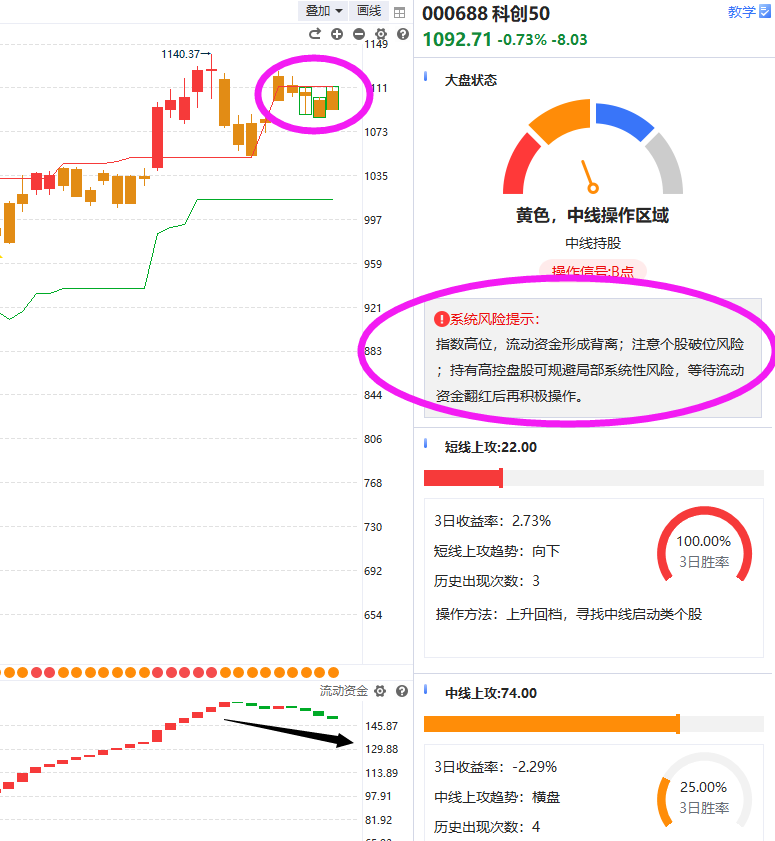 叠加 画线
1149
1140.37
1111
1073
1035
997
959
921
883
844
806
768
730
692
654
流动资金
145.87
129.88
113.89
97.91
81.92
000688 科创50
教学
1092.71 -0.73% -8.03
大盘状态
黄色，中线操作区域
中线持股
操作信号:B点
系统风险提示：
指数高位，流动资金形成背离；注意个股破位风险
；持有高控盘股可规避局部系统性风险，等待流动
资金翻红后再积极操作。
短线上攻:22.00
3日收益率：2.73%
短线上攻趋势：向下
历史出现次数：3
100.00%
3日胜率
操作方法：上升回档，寻找中线启动类个股
中线上攻:74.00
3日收益率：-2.29%
中线上攻趋势：横盘
历史出现次数：4
25.00%
3日胜率